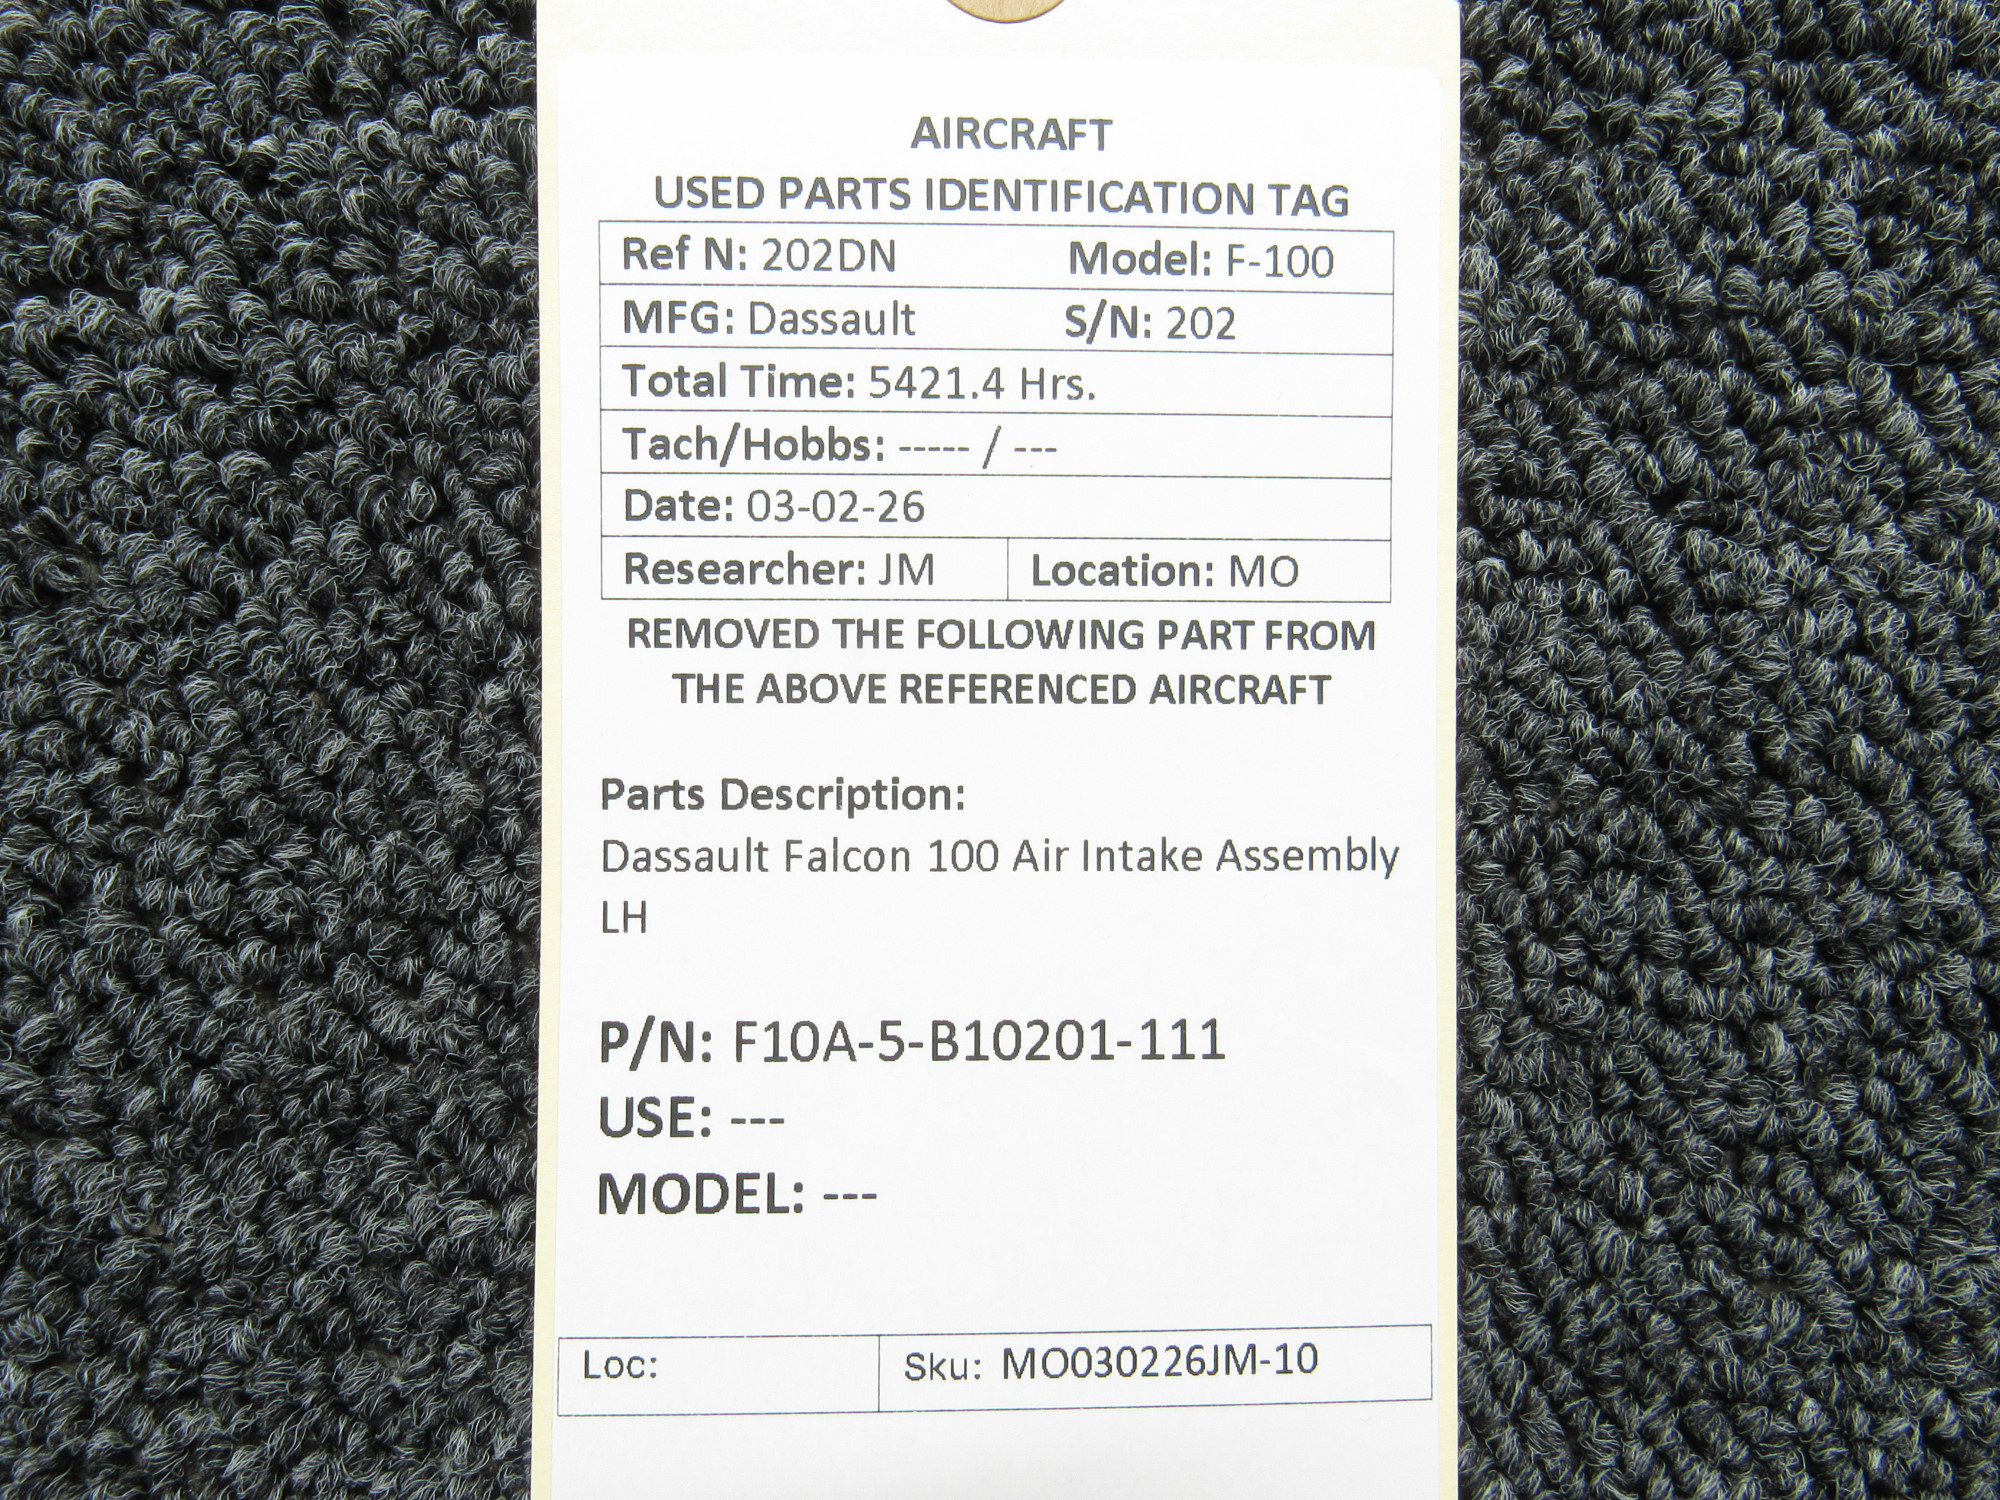 AIRCRAFT
USED PARTS IDENTIFICATION TAG
Ref N: 202DN Model: F-100
MFG: Dassault S/N: 202
Total Time: 5421.4 Hrs.
Tach/Hobbs: ----- / ---
Date: 03-02-26
Researcher: JM Location: MO
REMOVED THE FOLLOWING PART FROM
THE ABOVE REFERENCED AIRCRAFT
Parts Description:
Dassault Falcon 100 Air Intake Assembly
LH
P/N: F10A-5-B10201-111
USE: ---
MODEL: ---
Loc: Sku: MO030226JM-10